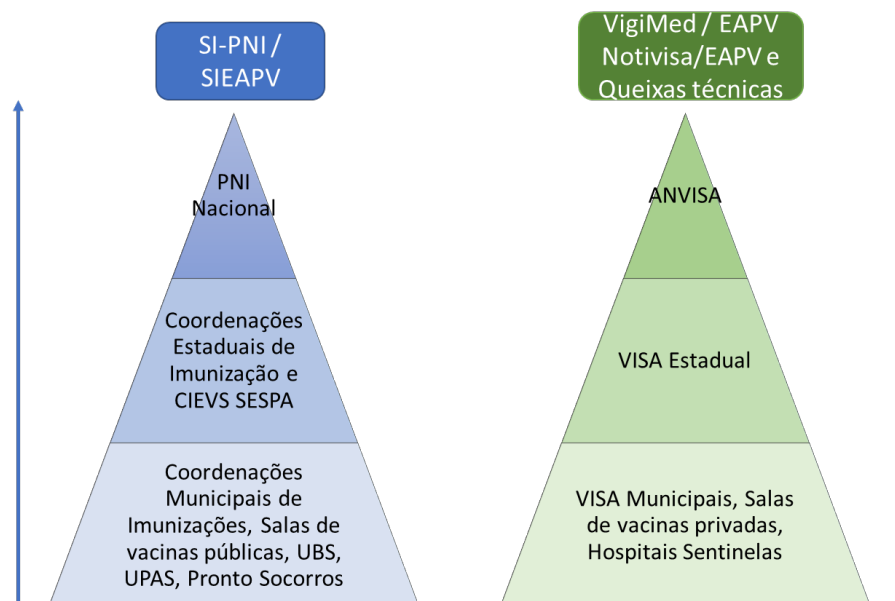 SI-PNI /
SIEAPV
PNI
Nacional
Coordenações
Estaduais de
Imunização e
CIEVS SESPA
Coordenações
Municipais de
Imunizações, Salas de
vacinas públicas, UBS,
UPAS, Pronto Socorros
VigiMed / EAPV
Notivisa/EAPV e
Queixas técnicas
ANVISA
VISA Estadual
VISA Municipais, Salas
de vacinas privadas,
Hospitais Sentinelas